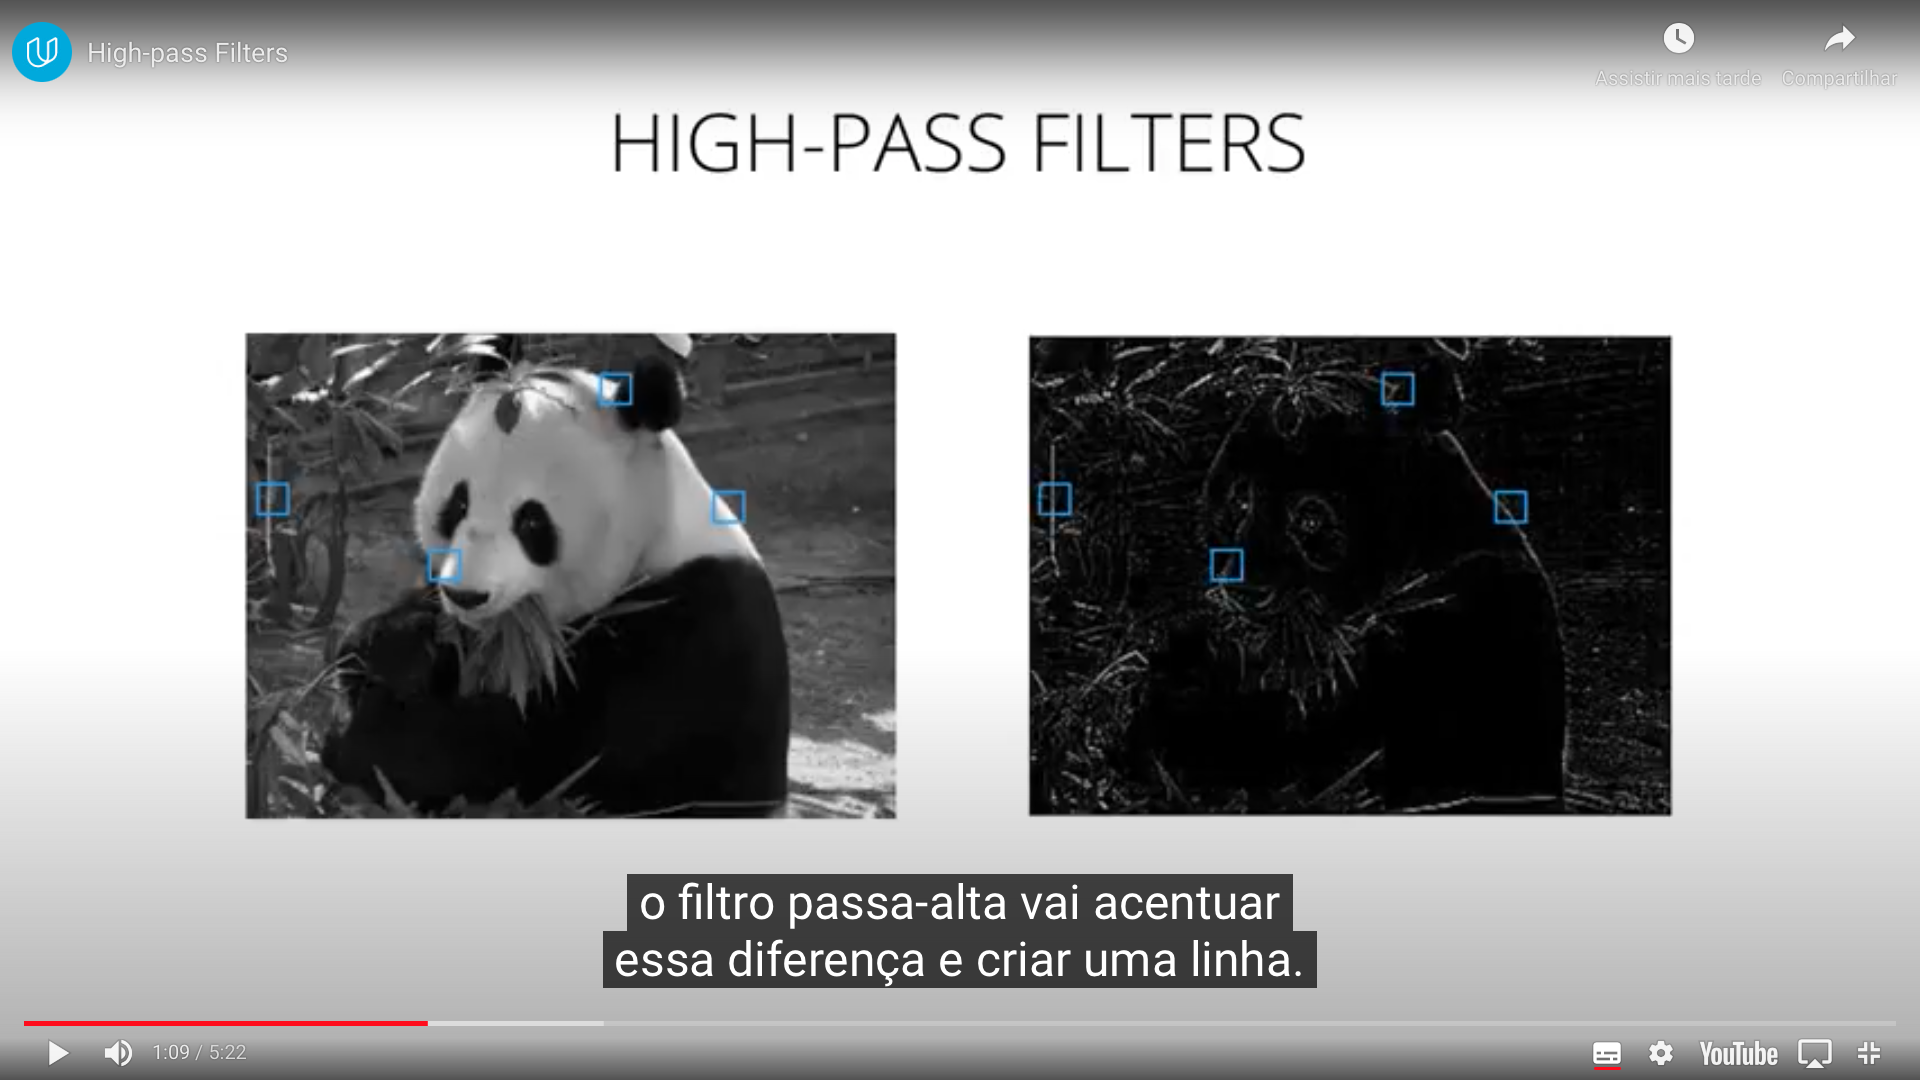 High-pass Filters
Assistir mais tarde
Compartilhar
HIGH-PASS FILTERS
o filtro passa-alta vai acentuar
essa diferença e criar uma linha.
1:09 / 5:22
YouTube